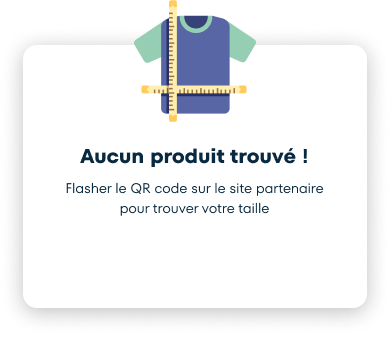 Aucun produit trouvé !
Flasher le QR code sur le site partenaire
pour trouver votre taille